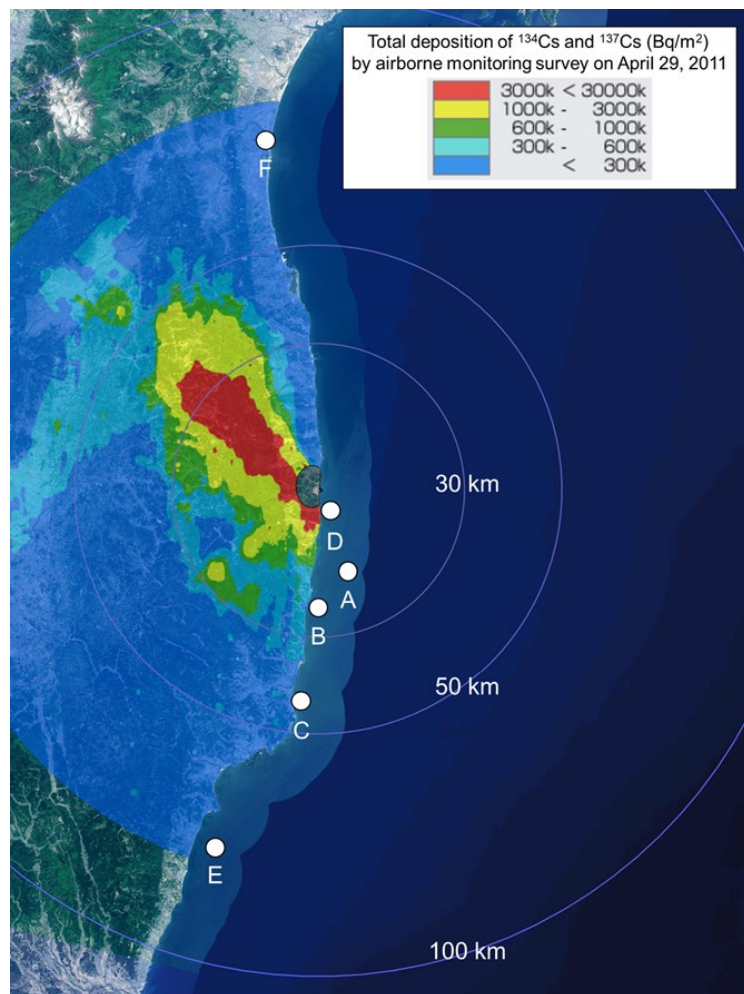 Total deposition of ¹³⁴Cs and ¹³⁷Cs (Bq/m²)
by airborne monitoring survey on April 29, 2011
3000k < 30000k
1000k - 3000k
600k - 1000k
300k - 600k
< 300k
F
30 km
D
A
B
50 km
C
E
100 km